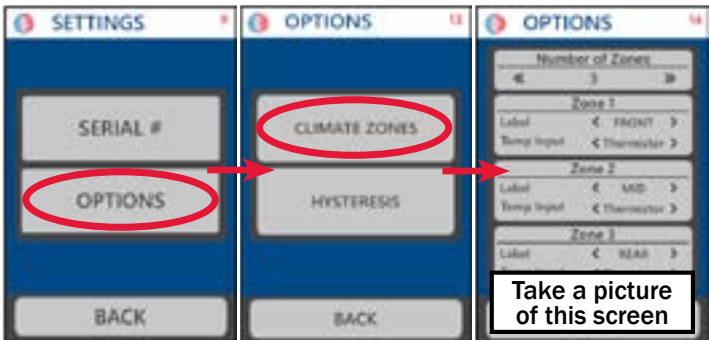 SETTINGS 9
SERIAL #
OPTIONS
BACK
OPTIONS 13
CLIMATE ZONES
HYSTERESIS
BACK
OPTIONS 14
Number of Zones
« 3 »
Zone 1
Label < FRONT >
Temp Input < Thermistor >
Zone 2
Label < MID >
Temp Input < Thermistor >
Zone 3
Label < REAR >
Take a picture
of this screen